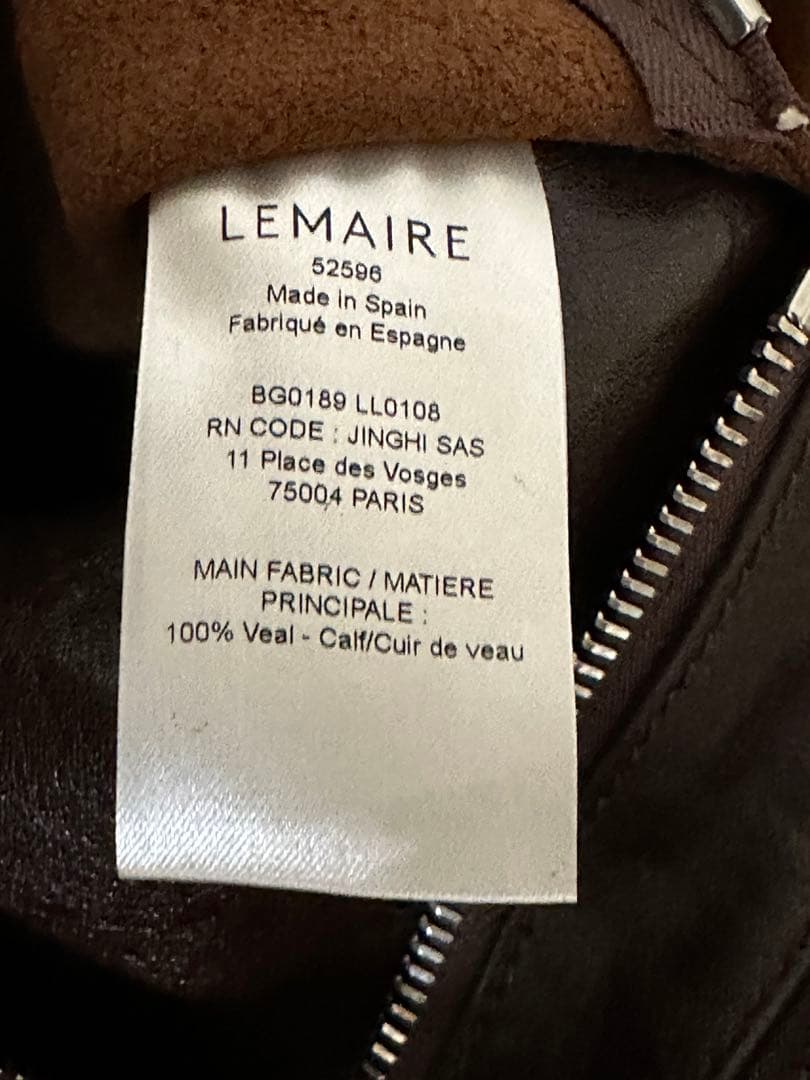 LEMAIRE
52596
Made in Spain
Fabriqué en Espagne
BG0189 LL0108
RN CODE : JINGHI SAS
11 Place des Vosges
75004 PARIS
MAIN FABRIC / MATIERE
PRINCIPALE :
100% Veal - Calf/Cuir de veau